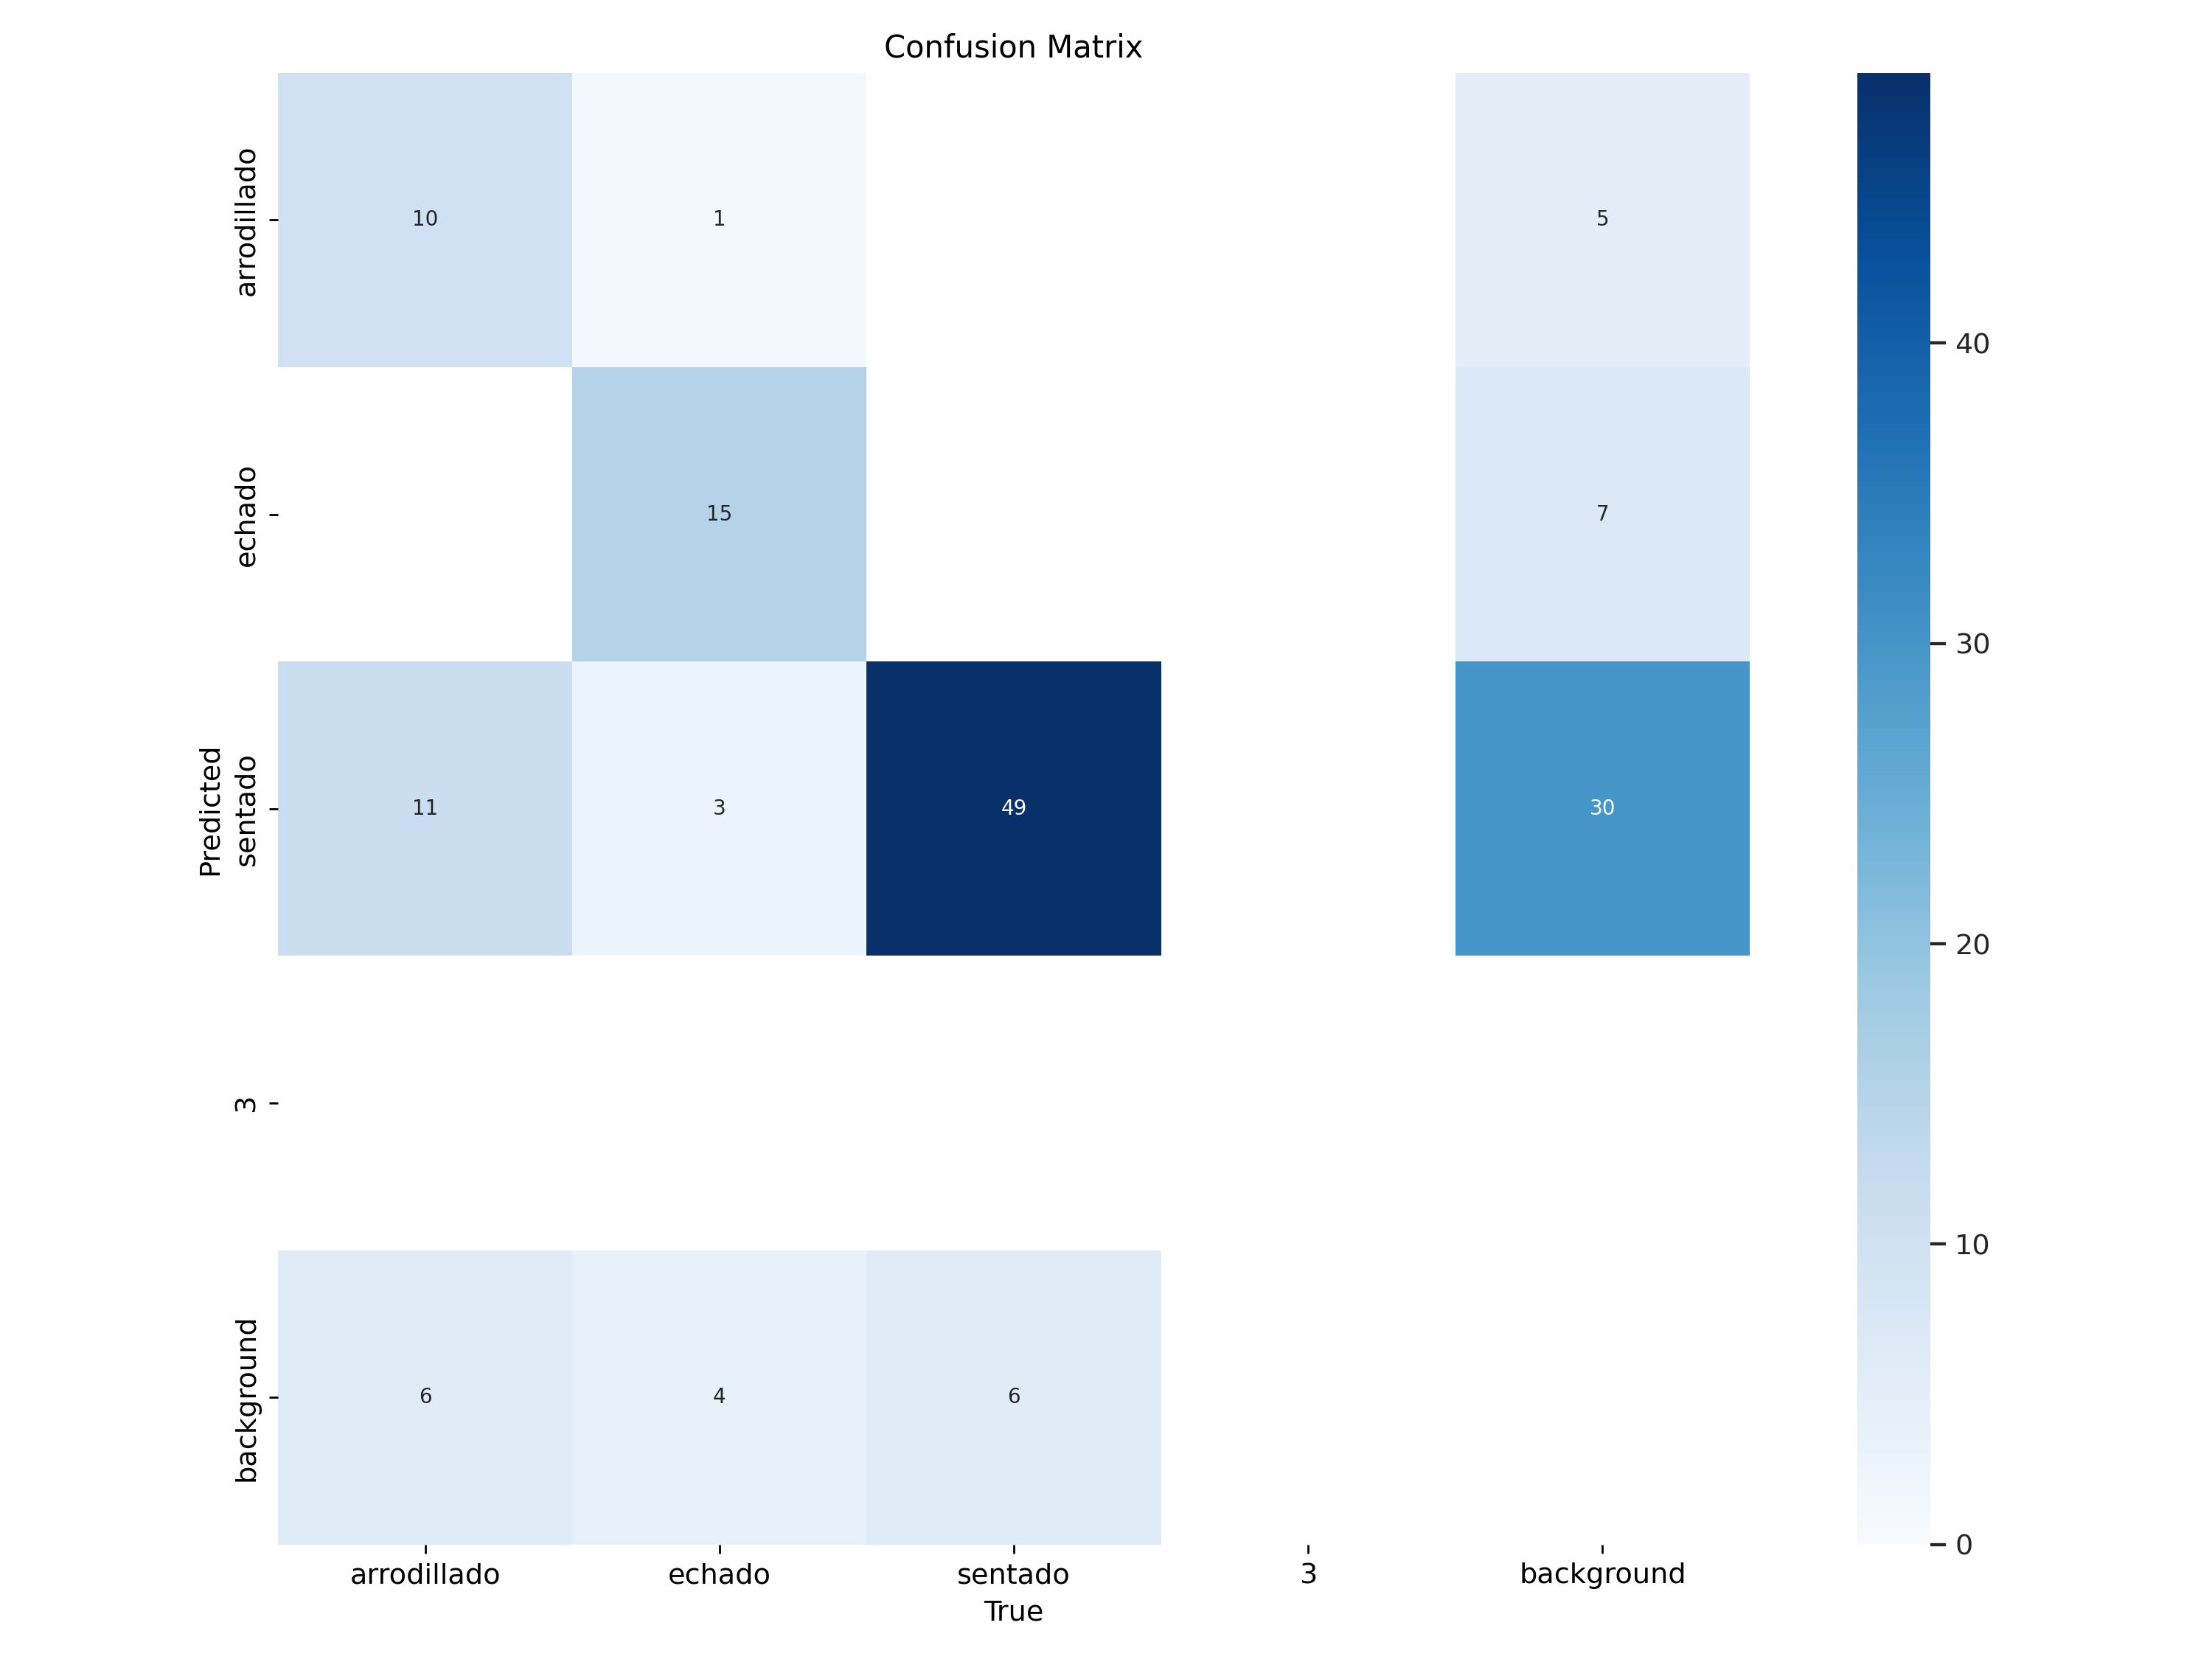 Confusion Matrix
arrodillado
10
1
5
echado
15
7
Predicted
sentado
11
3
49
30
3
background
6
4
6
arrodillado
echado
sentado
3
background
True
40
30
20
10
0